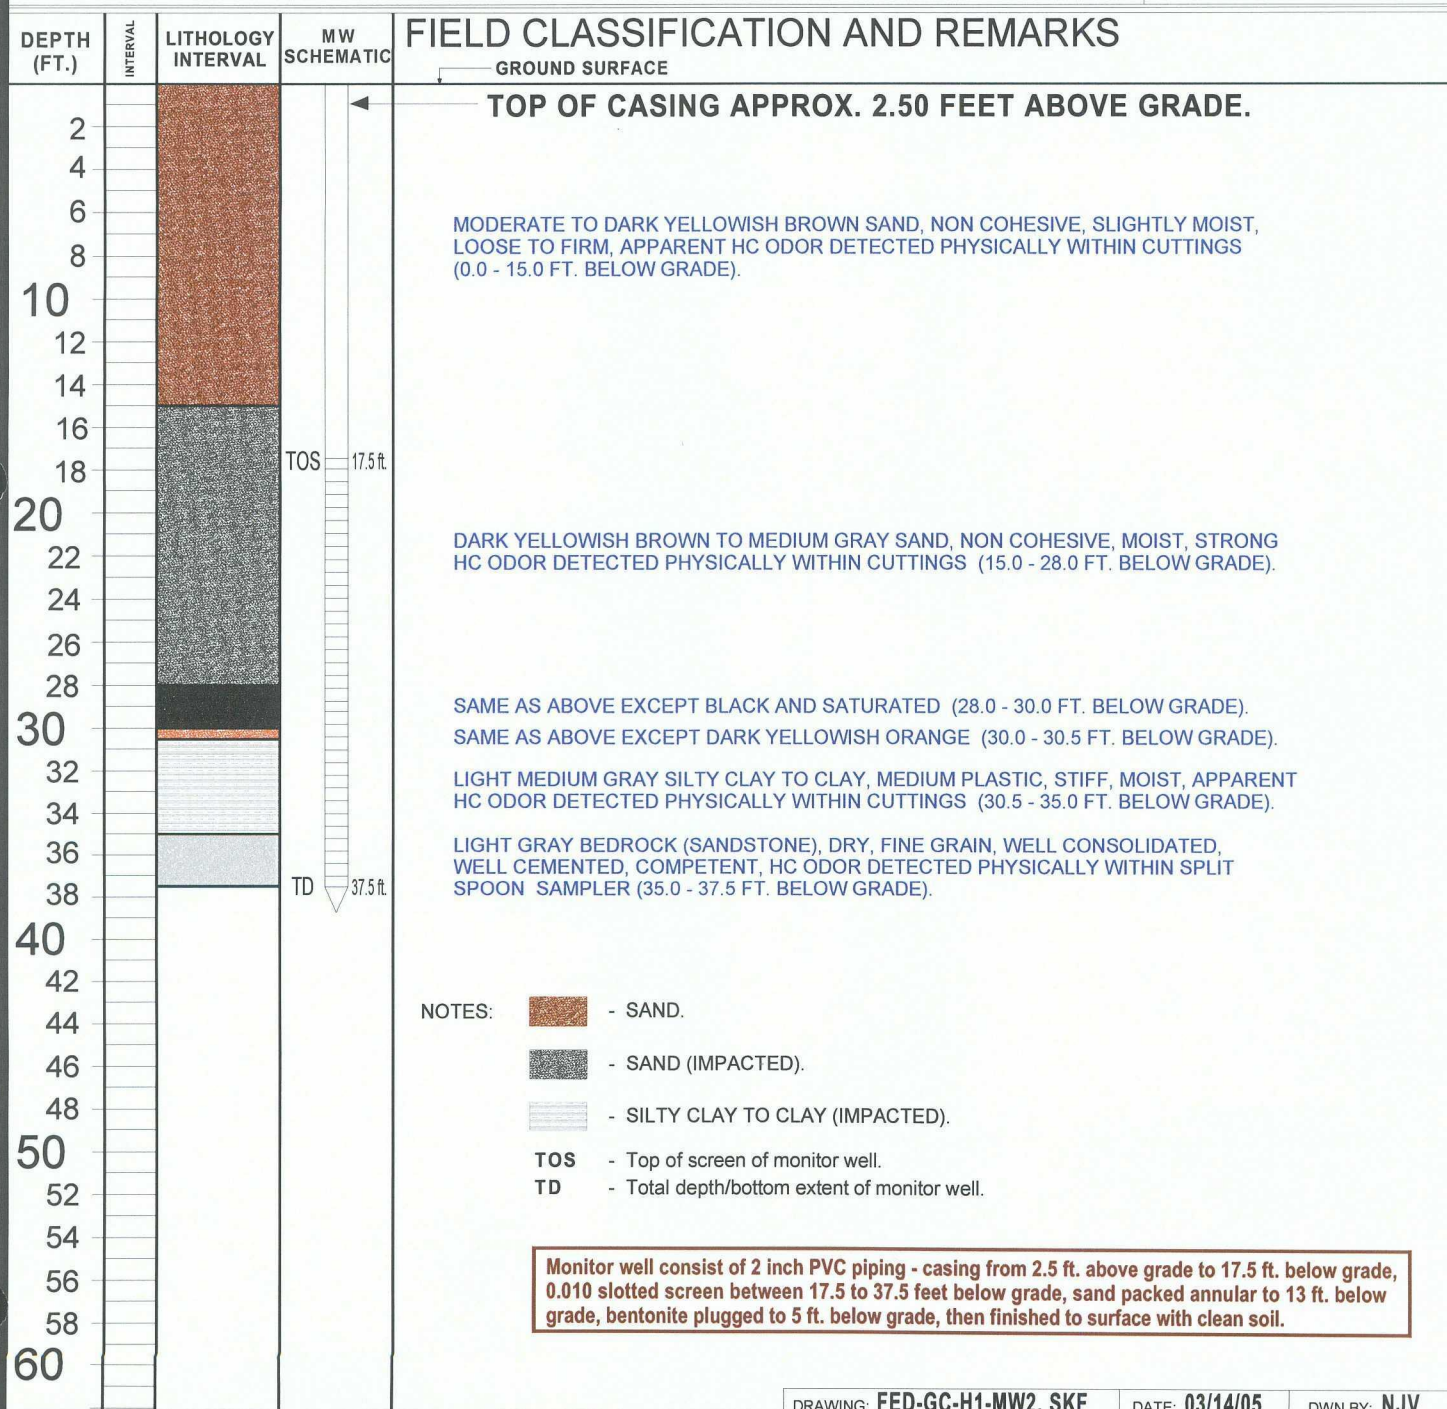 DEPTH
(FT.)
INTERVAL
LITHOLOGY
INTERVAL
MW
SCHEMATIC
FIELD CLASSIFICATION AND REMARKS
GROUND SURFACE
TOP OF CASING APPROX. 2.50 FEET ABOVE GRADE.
2
4
6
8
10
12
14
16
18
20
22
24
26
28
30
32
34
36
38
40
42
44
46
48
50
52
54
56
58
60
TOS
17.5 ft.
TD
37.5 ft.
MODERATE TO DARK YELLOWISH BROWN SAND, NON COHESIVE, SLIGHTLY MOIST,
LOOSE TO FIRM, APPARENT HC ODOR DETECTED PHYSICALLY WITHIN CUTTINGS
(0.0 - 15.0 FT. BELOW GRADE).
DARK YELLOWISH BROWN TO MEDIUM GRAY SAND, NON COHESIVE, MOIST, STRONG
HC ODOR DETECTED PHYSICALLY WITHIN CUTTINGS (15.0 - 28.0 FT. BELOW GRADE).
SAME AS ABOVE EXCEPT BLACK AND SATURATED (28.0 - 30.0 FT. BELOW GRADE).
SAME AS ABOVE EXCEPT DARK YELLOWISH ORANGE (30.0 - 30.5 FT. BELOW GRADE).
LIGHT MEDIUM GRAY SILTY CLAY TO CLAY, MEDIUM PLASTIC, STIFF, MOIST, APPARENT
HC ODOR DETECTED PHYSICALLY WITHIN CUTTINGS (30.5 - 35.0 FT. BELOW GRADE).
LIGHT GRAY BEDROCK (SANDSTONE), DRY, FINE GRAIN, WELL CONSOLIDATED,
WELL CEMENTED, COMPETENT, HC ODOR DETECTED PHYSICALLY WITHIN SPLIT
SPOON SAMPLER (35.0 - 37.5 FT. BELOW GRADE).
NOTES:
- SAND.
- SAND (IMPACTED).
- SILTY CLAY TO CLAY (IMPACTED).
TOS - Top of screen of monitor well.
TD - Total depth/bottom extent of monitor well.
Monitor well consist of 2 inch PVC piping - casing from 2.5 ft. above grade to 17.5 ft. below grade,
0.010 slotted screen between 17.5 to 37.5 feet below grade, sand packed annular to 13 ft. below
grade, bentonite plugged to 5 ft. below grade, then finished to surface with clean soil.
DRAWING: FED-GC-H1-MW2. SKF DATE: 03/14/05 DWN BY: NJV